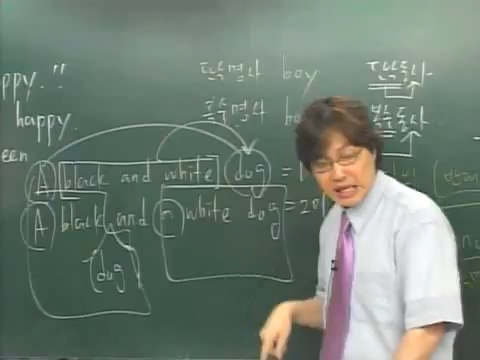 ppy.!!
단수명사 boy
단수동사
happy.
복수명사 bo
복수동사
een
A black and white dog = 1
A black and a white dog = 2
dog